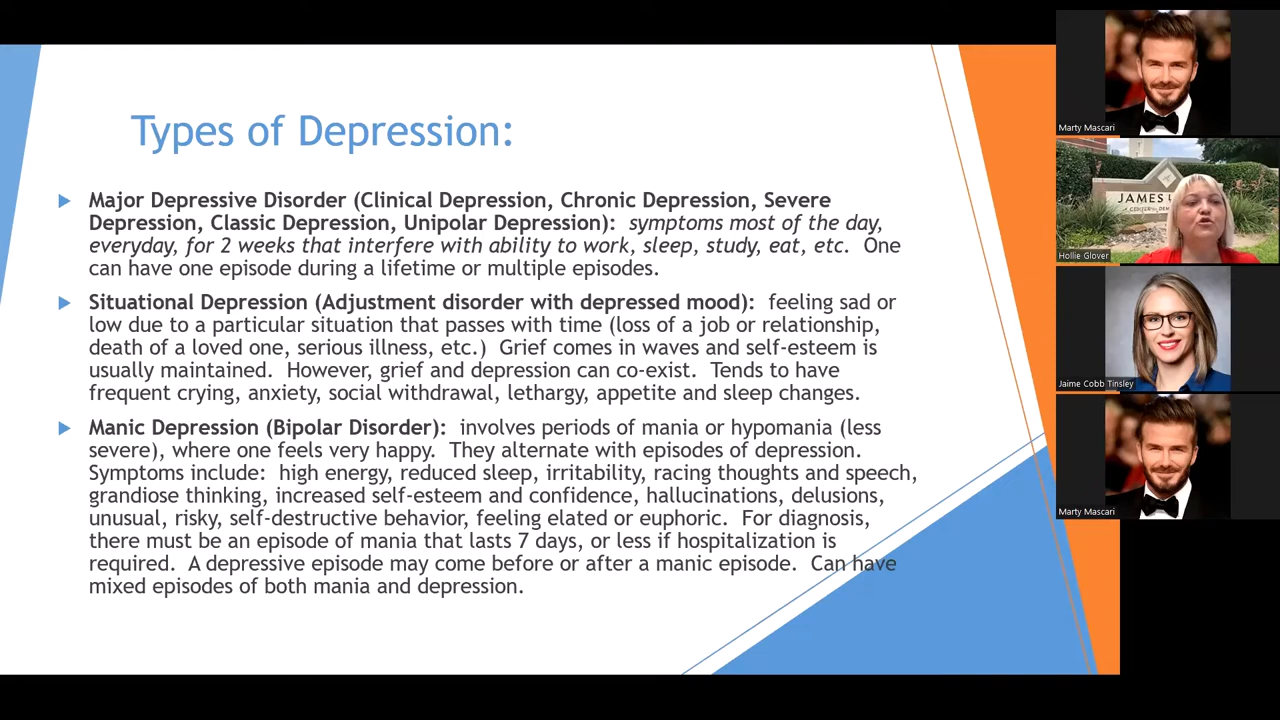 Types of Depression:
Major Depressive Disorder (Clinical Depression, Chronic Depression, Severe
Depression, Classic Depression, Unipolar Depression): symptoms most of the day,
everyday, for 2 weeks that interfere with ability to work, sleep, study, eat, etc. One
can have one episode during a lifetime or multiple episodes.
Situational Depression (Adjustment disorder with depressed mood): feeling sad or
low due to a particular situation that passes with time (loss of a job or relationship,
death of a loved one, serious illness, etc.) Grief comes in waves and self-esteem is
usually maintained. However, grief and depression can co-exist. Tends to have
frequent crying, anxiety, social withdrawal, lethargy, appetite and sleep changes.
Manic Depression (Bipolar Disorder): involves periods of mania or hypomania (less
severe), where one feels very happy. They alternate with episodes of depression.
Symptoms include: high energy, reduced sleep, irritability, racing thoughts and speech,
grandiose thinking, increased self-esteem and confidence, hallucinations, delusions,
unusual, risky, self-destructive behavior, feeling elated or euphoric. For diagnosis,
there must be an episode of mania that lasts 7 days, or less if hospitalization is
required. A depressive episode may come before or after a manic episode. Can have
mixed episodes of both mania and depression.
Marty Mascari
JAMES
Hollie Glover
Jaime Cobb Tinsley
Marty Mascari